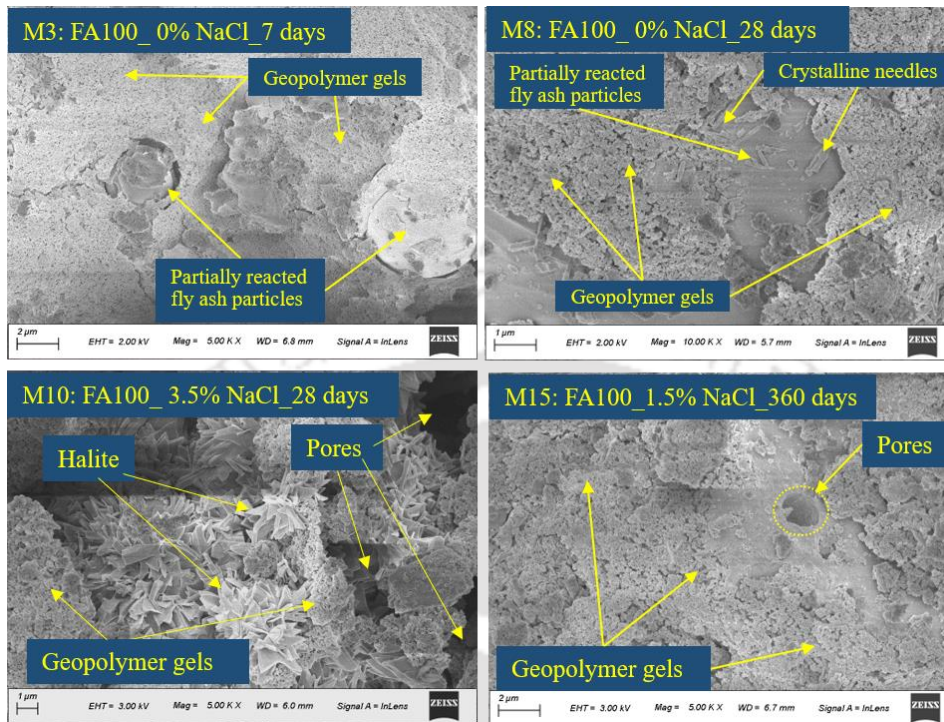 M3: FA100_ 0% NaCl_7 days
Geopolymer gels
Partially reacted
fly ash particles
2 µm
EHT = 2.00 kV
Mag = 5.00 K X
WD = 6.8 mm
Signal A = InLens
ZEISS
M8: FA100_ 0% NaCl_28 days
Partially reacted
fly ash particles
Crystalline needles
Geopolymer gels
1 µm
EHT = 2.00 kV
Mag = 10.00 K X
WD = 5.7 mm
Signal A = InLens
ZEISS
M10: FA100_ 3.5% NaCl_28 days
Halite
Pores
Geopolymer gels
1 µm
EHT = 3.00 kV
Mag = 5.00 K X
WD = 6.0 mm
Signal A = InLens
ZEISS
M15: FA100_1.5% NaCl_360 days
Pores
Geopolymer gels
2 µm
EHT = 3.00 kV
Mag = 5.00 K X
WD = 6.7 mm
Signal A = InLens
ZEISS